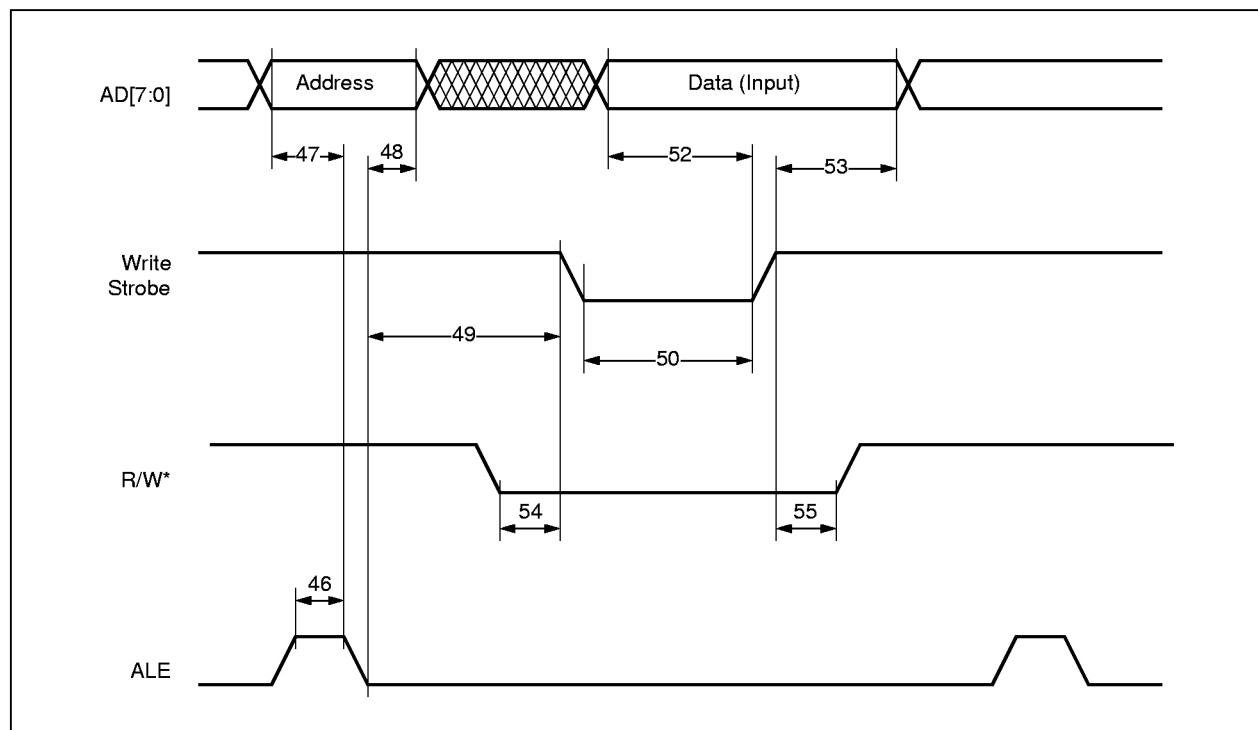 AD[7:0]
Address
Data (Input)
47
48
52
53
Write
Strobe
49
50
R/W*
54
55
46
ALE